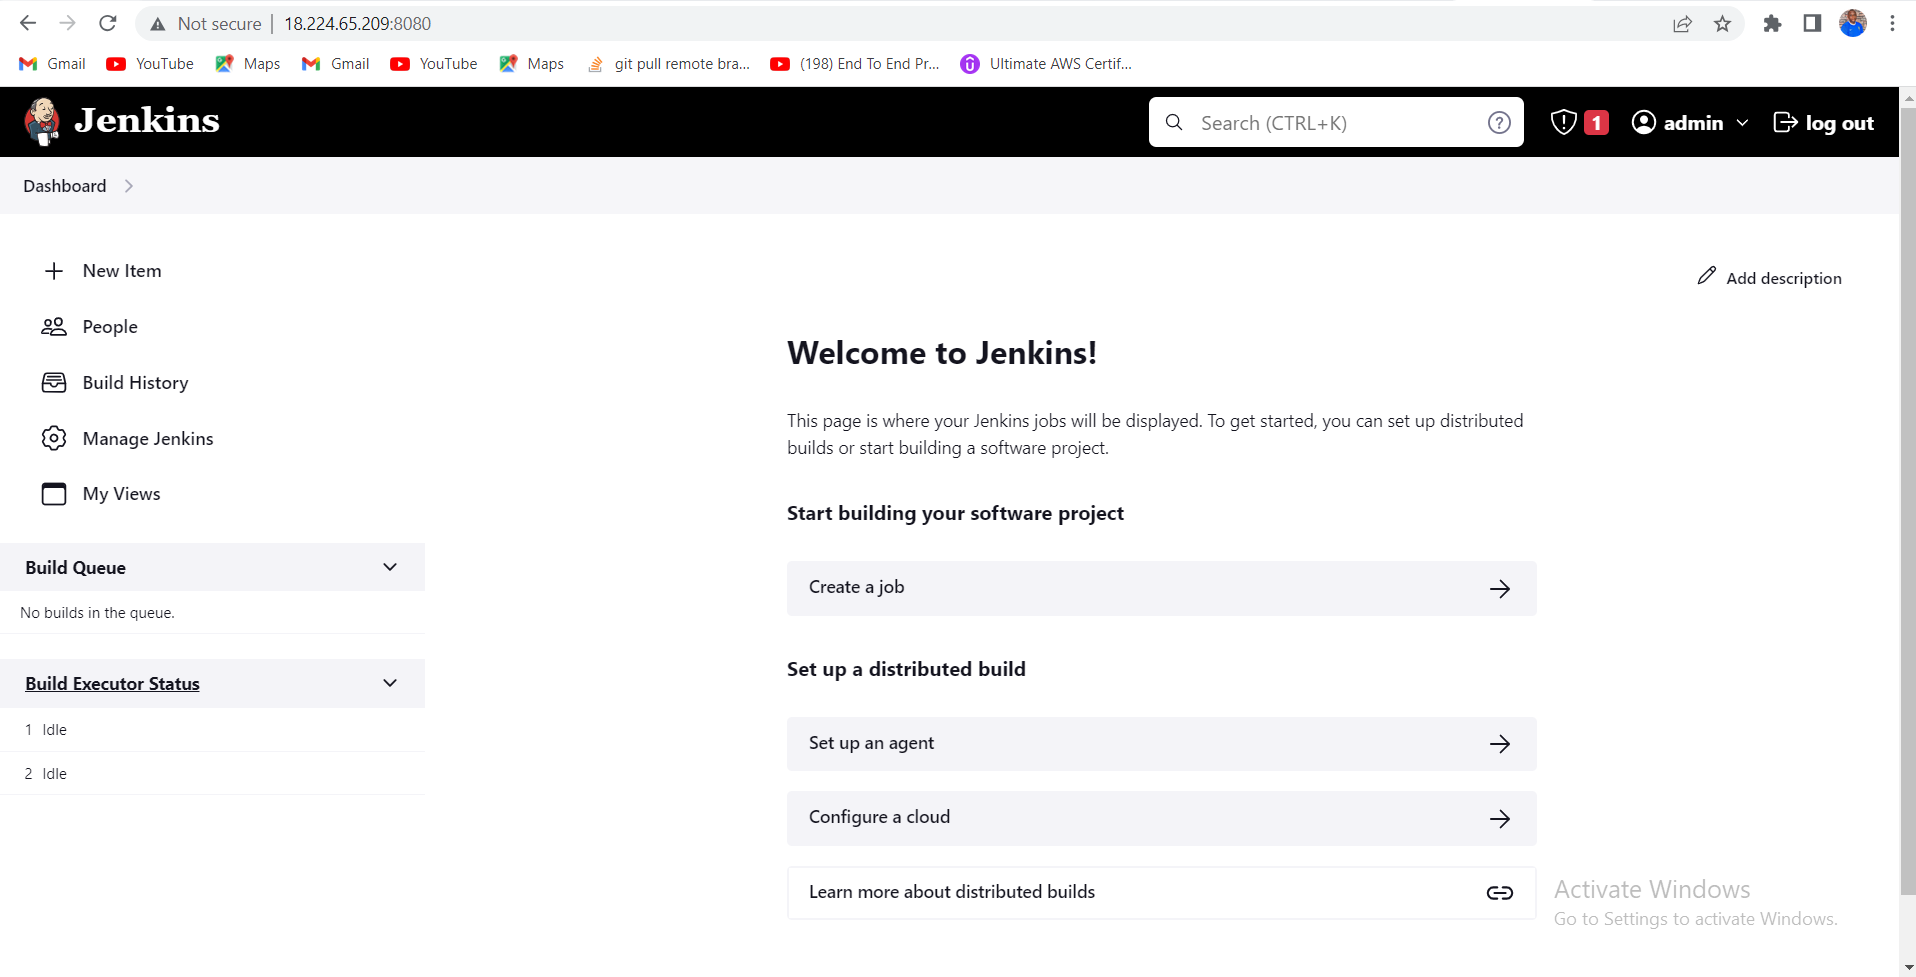 Not secure | 18.224.65.209:8080
Gmail YouTube Maps Gmail YouTube Maps git pull remote bra... (198) End To End Pr... Ultimate AWS Certif...
Jenkins Search (CTRL+K) ? ! 1 admin log out
Dashboard
New Item
Add description
People
Welcome to Jenkins!
Build History
This page is where your Jenkins jobs will be displayed. To get started, you can set up distributed
builds or start building a software project.
Manage Jenkins
My Views
Start building your software project
Build Queue
Create a job
No builds in the queue.
Set up a distributed build
Build Executor Status
1 Idle
Set up an agent
2 Idle
Configure a cloud
Learn more about distributed builds
Activate Windows
Go to Settings to activate Windows.